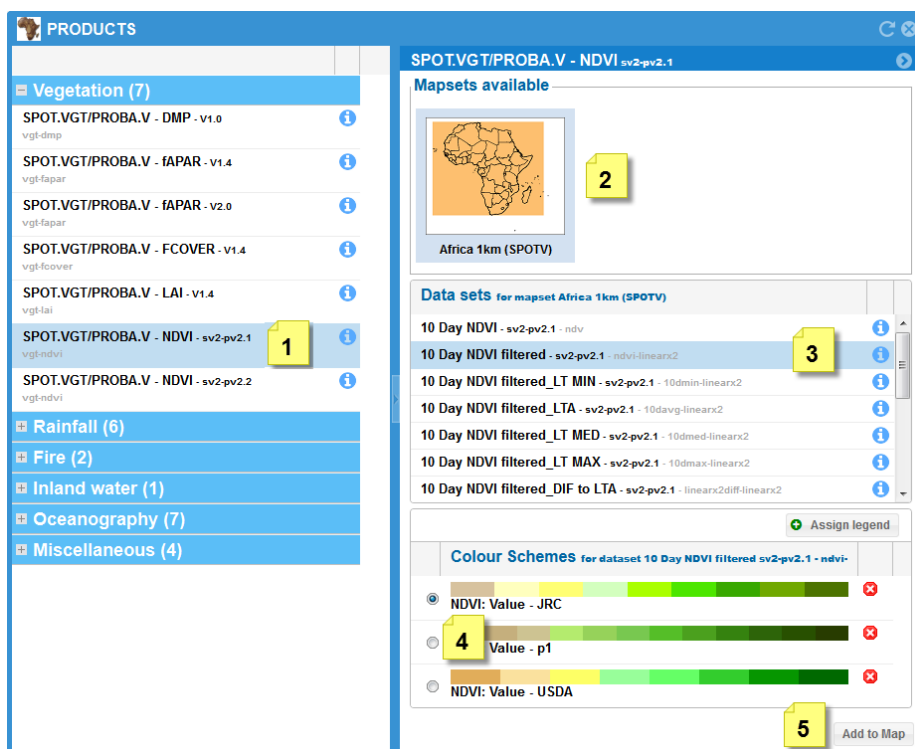 PRODUCTS
Vegetation (7)
SPOT.VGT/PROBA.V - DMP - V1.0
vgt-dmp
SPOT.VGT/PROBA.V - fAPAR - V1.4
vgt-fapar
SPOT.VGT/PROBA.V - fAPAR - V2.0
vgt-fapar
SPOT.VGT/PROBA.V - FCOVER - V1.4
vgt-fcover
SPOT.VGT/PROBA.V - LAI - V1.4
vgt-lai
SPOT.VGT/PROBA.V - NDVI - sv2-pv2.1
vgt-ndvi
1
SPOT.VGT/PROBA.V - NDVI - sv2-pv2.2
vgt-ndvi
Rainfall (6)
Fire (2)
Inland water (1)
Oceanography (7)
Miscellaneous (4)
SPOT.VGT/PROBA.V - NDVI sv2-pv2.1
Mapsets available
2
Africa 1km (SPOTV)
Data sets for mapset Africa 1km (SPOTV)
10 Day NDVI - sv2-pv2.1 - ndv
10 Day NDVI filtered - sv2-pv2.1 - ndvi-linearx2
3
10 Day NDVI filtered_LT MIN - sv2-pv2.1 - 10dmin-linearx2
10 Day NDVI filtered_LTA - sv2-pv2.1 - 10davg-linearx2
10 Day NDVI filtered_LT MED - sv2-pv2.1 - 10dmed-linearx2
10 Day NDVI filtered_LT MAX - sv2-pv2.1 - 10dmax-linearx2
10 Day NDVI filtered_DIF to LTA - sv2-pv2.1 - linearx2diff-linearx2
Assign legend
Colour Schemes for dataset 10 Day NDVI filtered sv2-pv2.1 - ndvi-
NDVI: Value - JRC
4
Value - p1
NDVI: Value - USDA
5
Add to Map